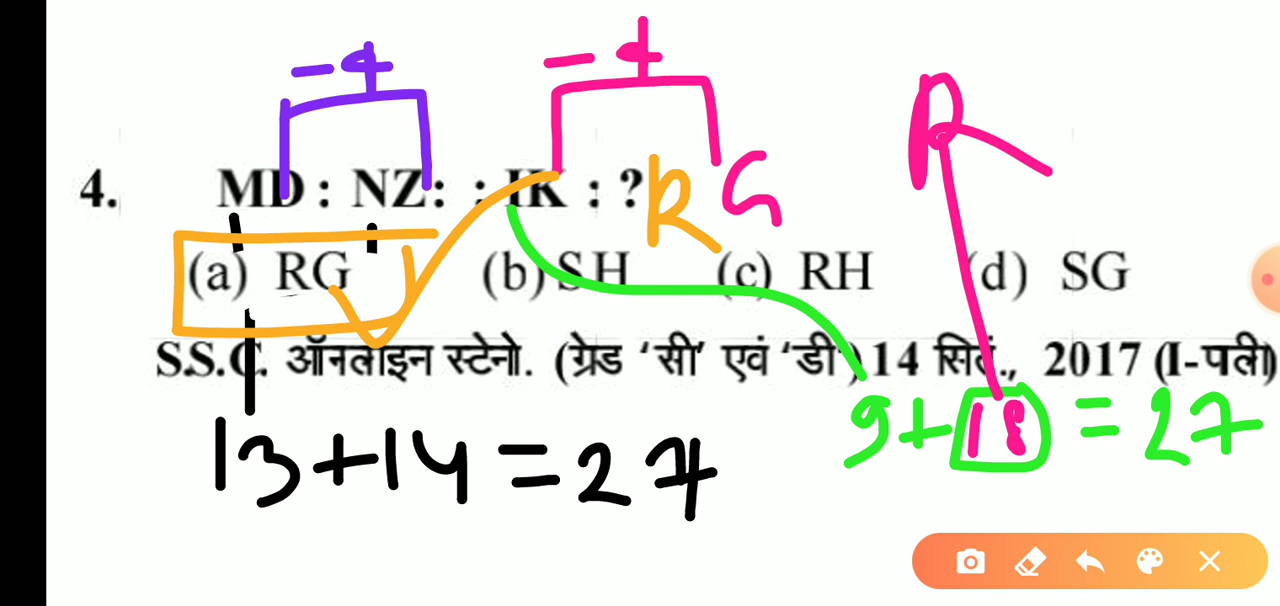 -4 -4 R
4. MD : NZ: : IK : ? R G
(a) RG (b) SH (c) RH (d) SG
S.S.C. ऑनलाइन स्टेनो. (ग्रेड ‘सी’ एवं ‘डी’) 14 सितं., 2017 (I-पाली)
9+18=27
13+14=27